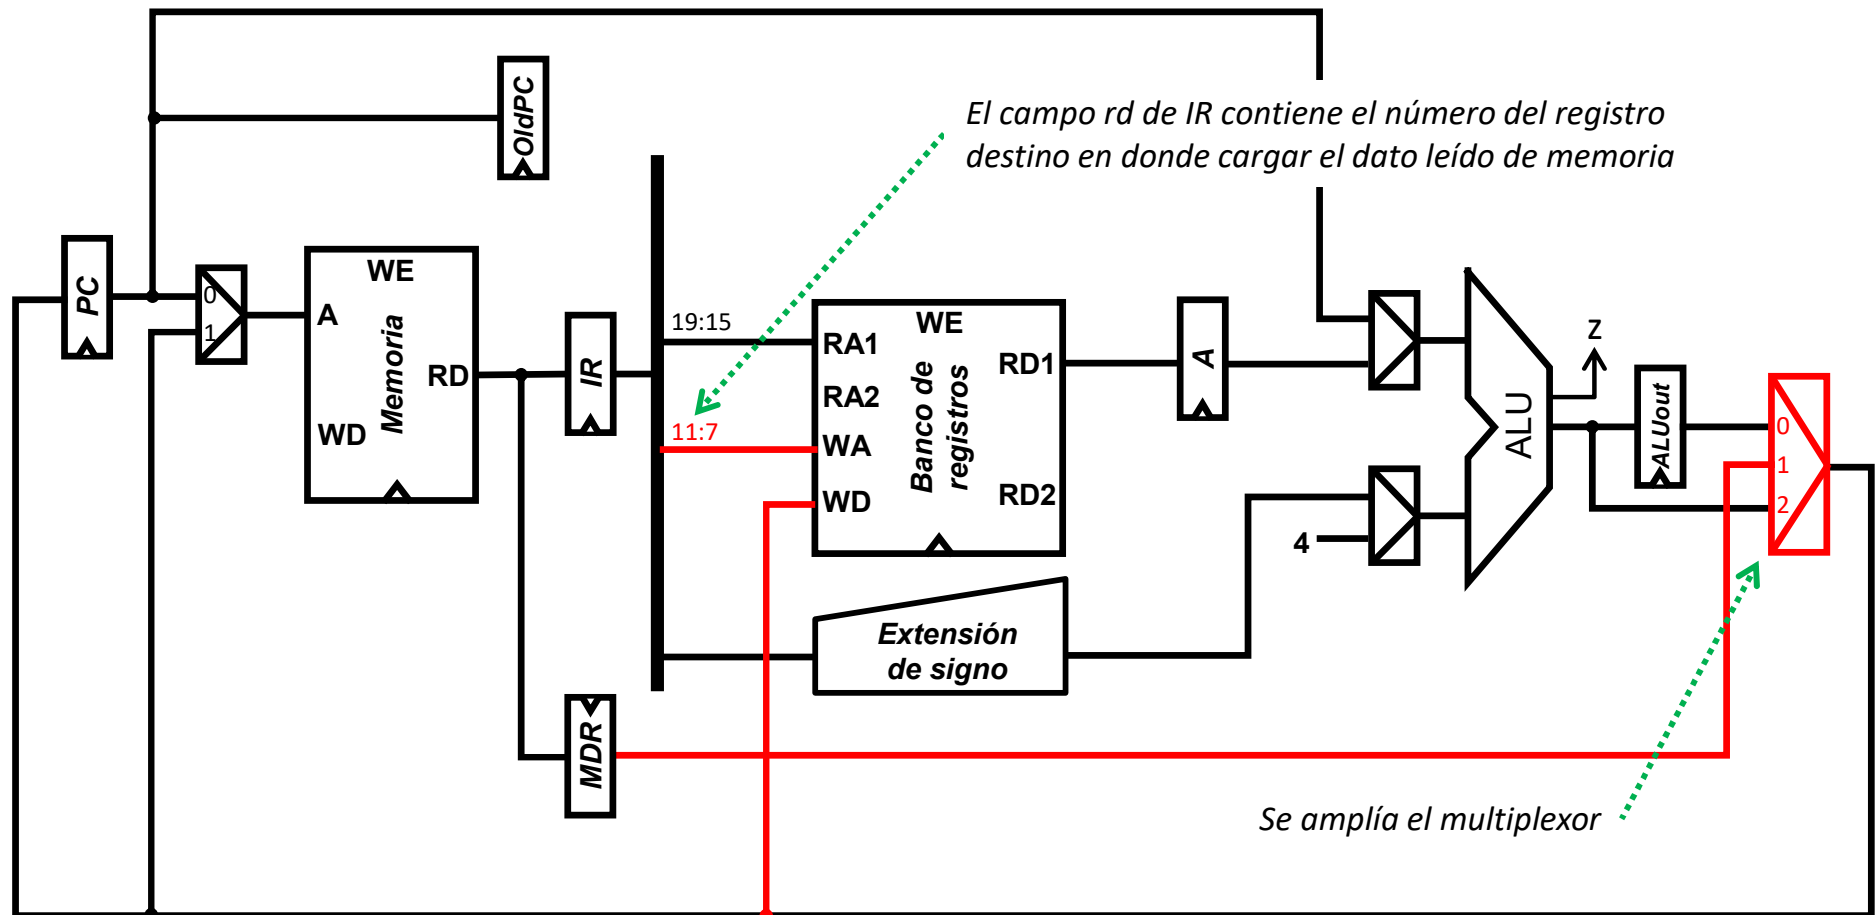 OldPC
El campo rd de IR contiene el número del registro
destino en donde cargar el dato leído de memoria
PC
0
1
WE
A
Memoria
RD
WD
IR
19:15
11:7
WE
RA1
RD1
RA2
Banco de
registros
WA
WD
RD2
A
4
ALU
Z
ALUout
0
1
2
Extensión
de signo
MDR
Se amplía el multiplexor